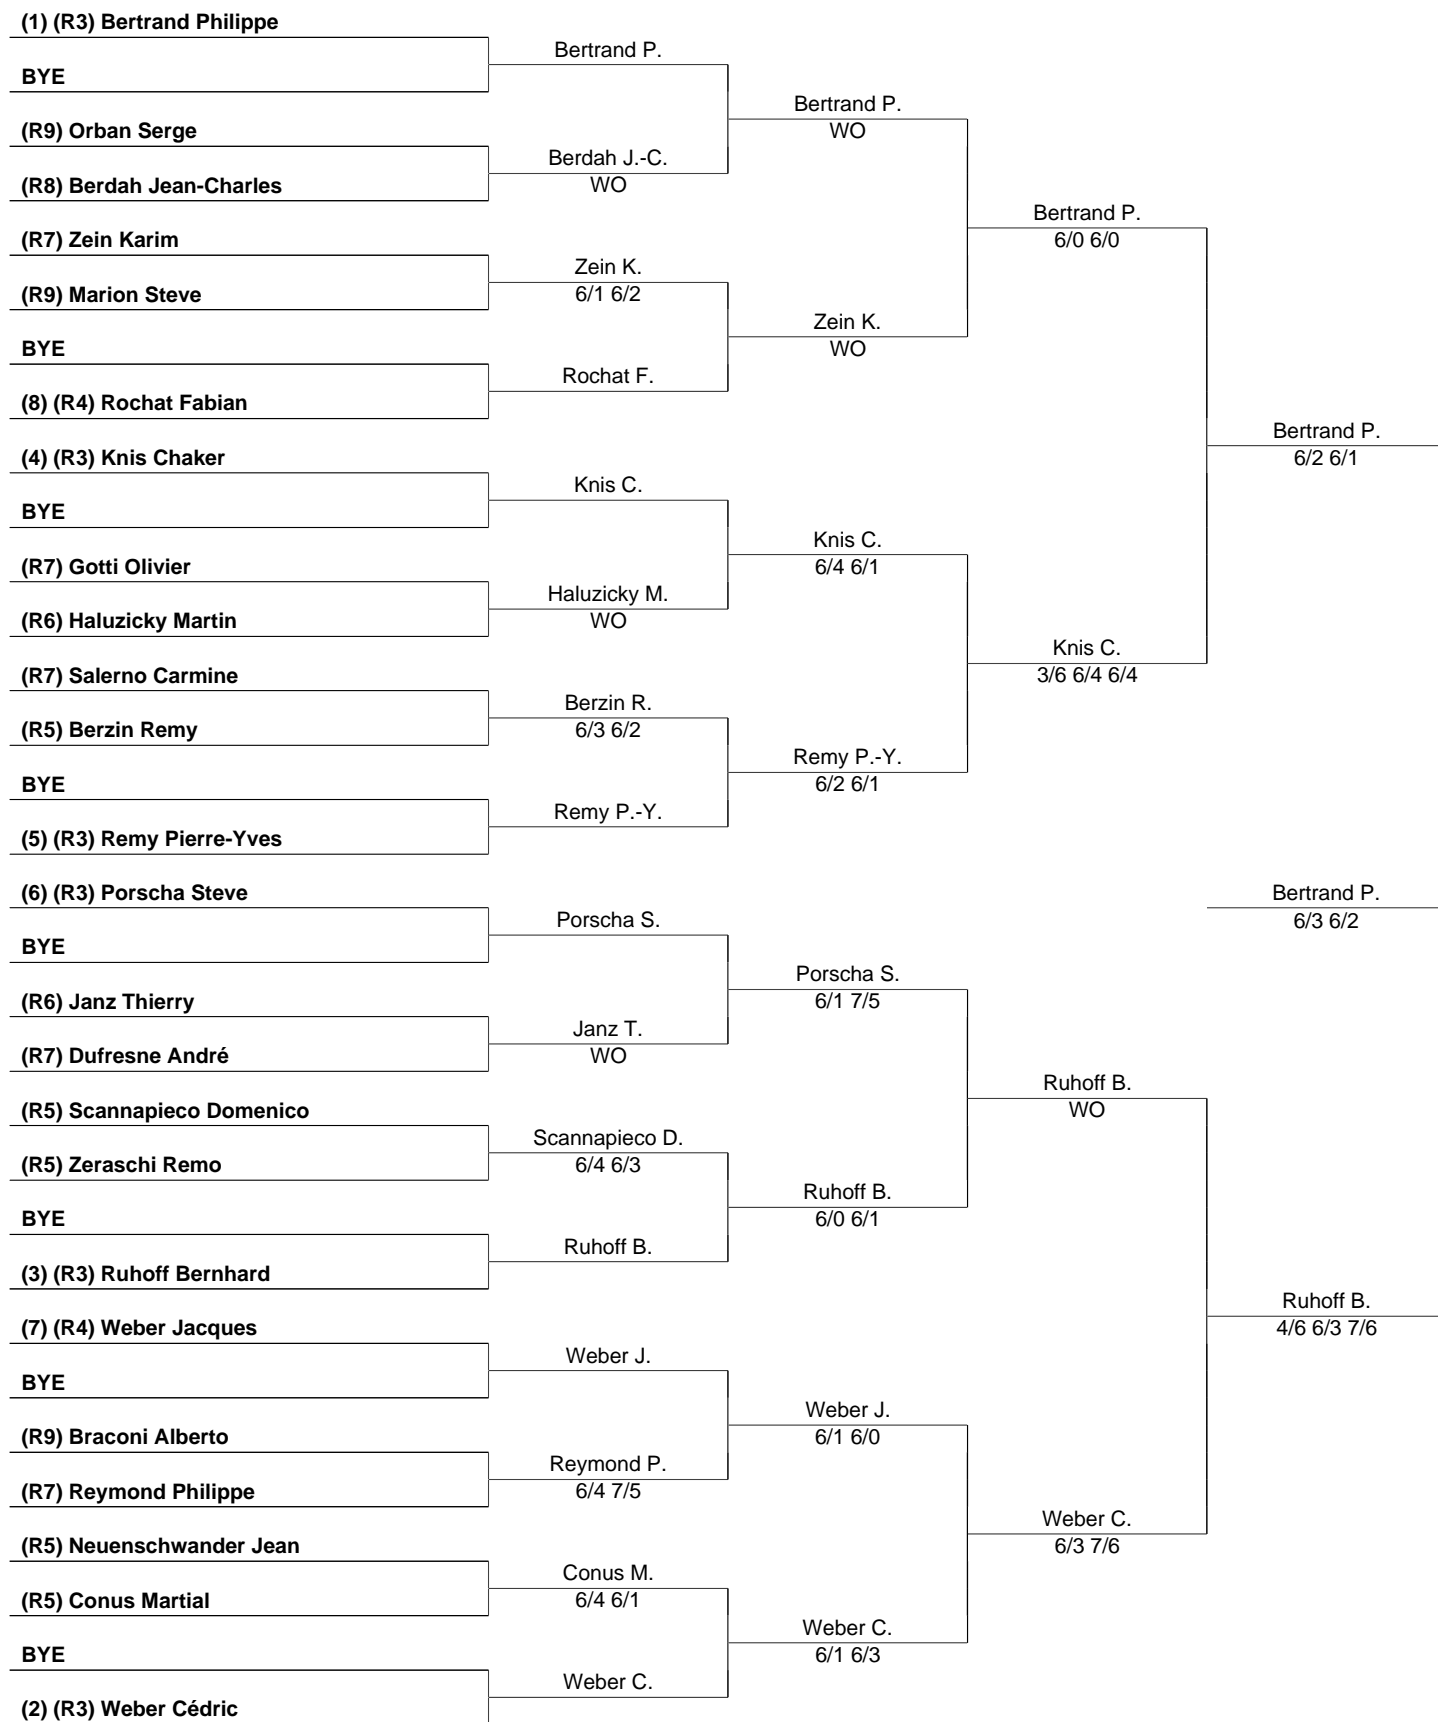 (1) (R3) Bertrand Philippe
Bertrand P.
BYE
Bertrand P.
(R9) Orban Serge
WO
Berdah J.-C.
(R8) Berdah Jean-Charles
WO
Bertrand P.
(R7) Zein Karim
6/0 6/0
Zein K.
(R9) Marion Steve
6/1 6/2
Zein K.
BYE
WO
Rochat F.
(8) (R4) Rochat Fabian
Bertrand P.
(4) (R3) Knis Chaker
6/2 6/1
Knis C.
BYE
Knis C.
(R7) Gotti Olivier
6/4 6/1
Haluzicky M.
(R6) Haluzicky Martin
WO
Knis C.
(R7) Salerno Carmine
3/6 6/4 6/4
Berzin R.
(R5) Berzin Remy
6/3 6/2
Remy P.-Y.
BYE
6/2 6/1
Remy P.-Y.
(5) (R3) Remy Pierre-Yves
(6) (R3) Porscha Steve
Bertrand P.
6/3 6/2
Porscha S.
BYE
Porscha S.
(R6) Janz Thierry
6/1 7/5
Janz T.
(R7) Dufresne André
WO
Ruhoff B.
(R5) Scannapieco Domenico
WO
Scannapieco D.
(R5) Zeraschi Remo
6/4 6/3
Ruhoff B.
BYE
6/0 6/1
Ruhoff B.
(3) (R3) Ruhoff Bernhard
Ruhoff B.
(7) (R4) Weber Jacques
4/6 6/3 7/6
Weber J.
BYE
Weber J.
(R9) Braconi Alberto
6/1 6/0
Reymond P.
(R7) Reymond Philippe
6/4 7/5
Weber C.
(R5) Neuenschwander Jean
6/3 7/6
Conus M.
(R5) Conus Martial
6/4 6/1
Weber C.
BYE
6/1 6/3
Weber C.
(2) (R3) Weber Cédric